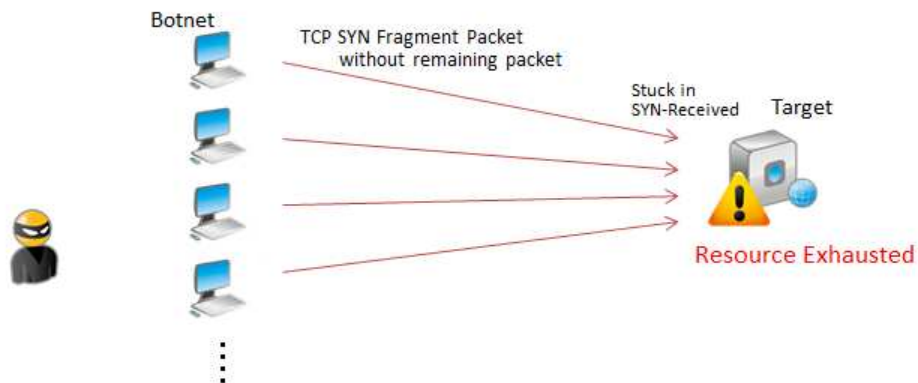 Botnet
TCP SYN Fragment Packet
without remaining packet
Stuck in
SYN-Received
Target
Resource Exhausted